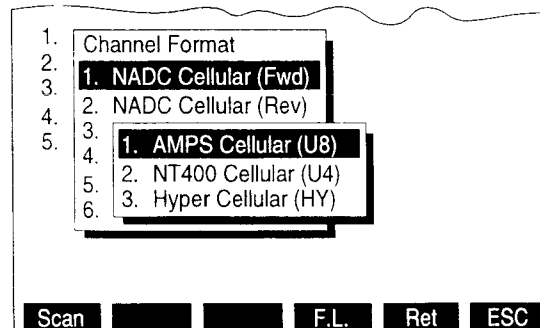 1.
2.
3.
4.
5.
Channel Format
1. NADC Cellular (Fwd)
2. NADC Cellular (Rev)
3.
4.
5.
6.
1. AMPS Cellular (U8)
2. NT400 Cellular (U4)
3. Hyper Cellular (HY)
Scan F.L. Ret ESC